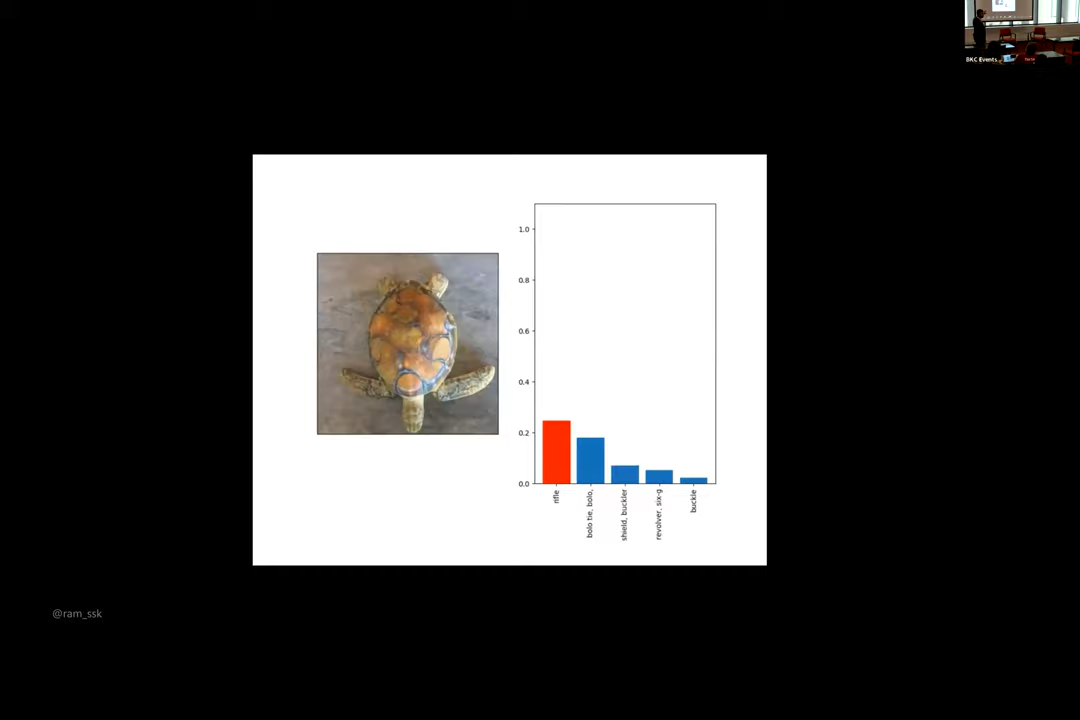 BKC Events
1.0
0.8
0.6
0.4
0.2
0.0
rifle
bolo tie, bolo,
shield, buckler
revolver, six-g
buckle
@ram_ssk